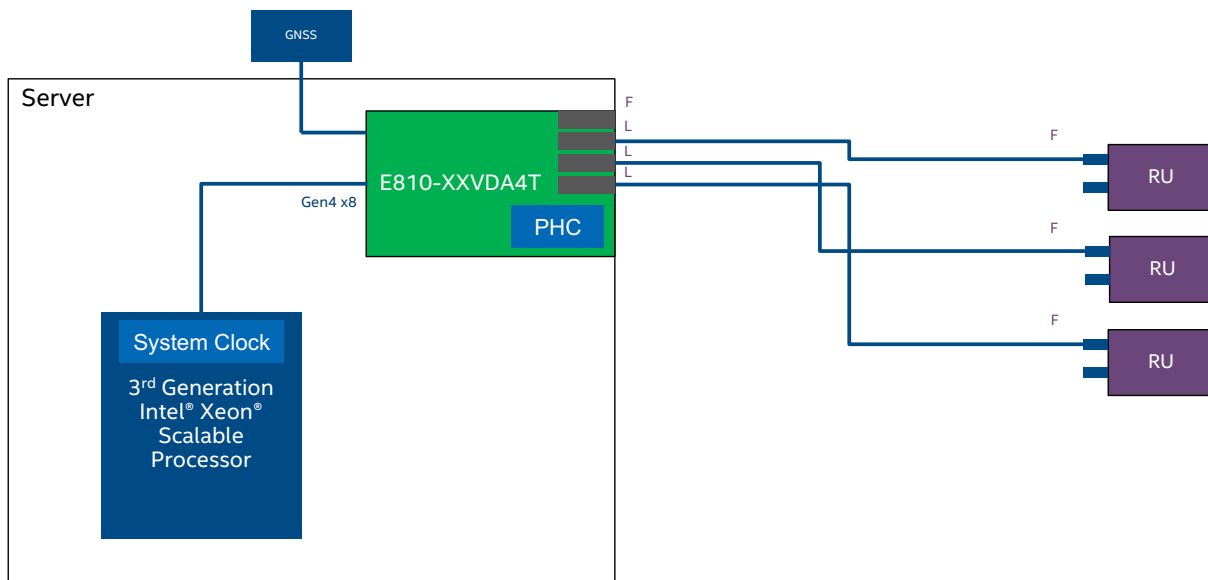 GNSS
Server
F
L
L
L
E810-XXVDA4T
PHC
Gen4 x8
System Clock
3rd Generation
Intel® Xeon®
Scalable
Processor
F
RU
F
RU
F
RU